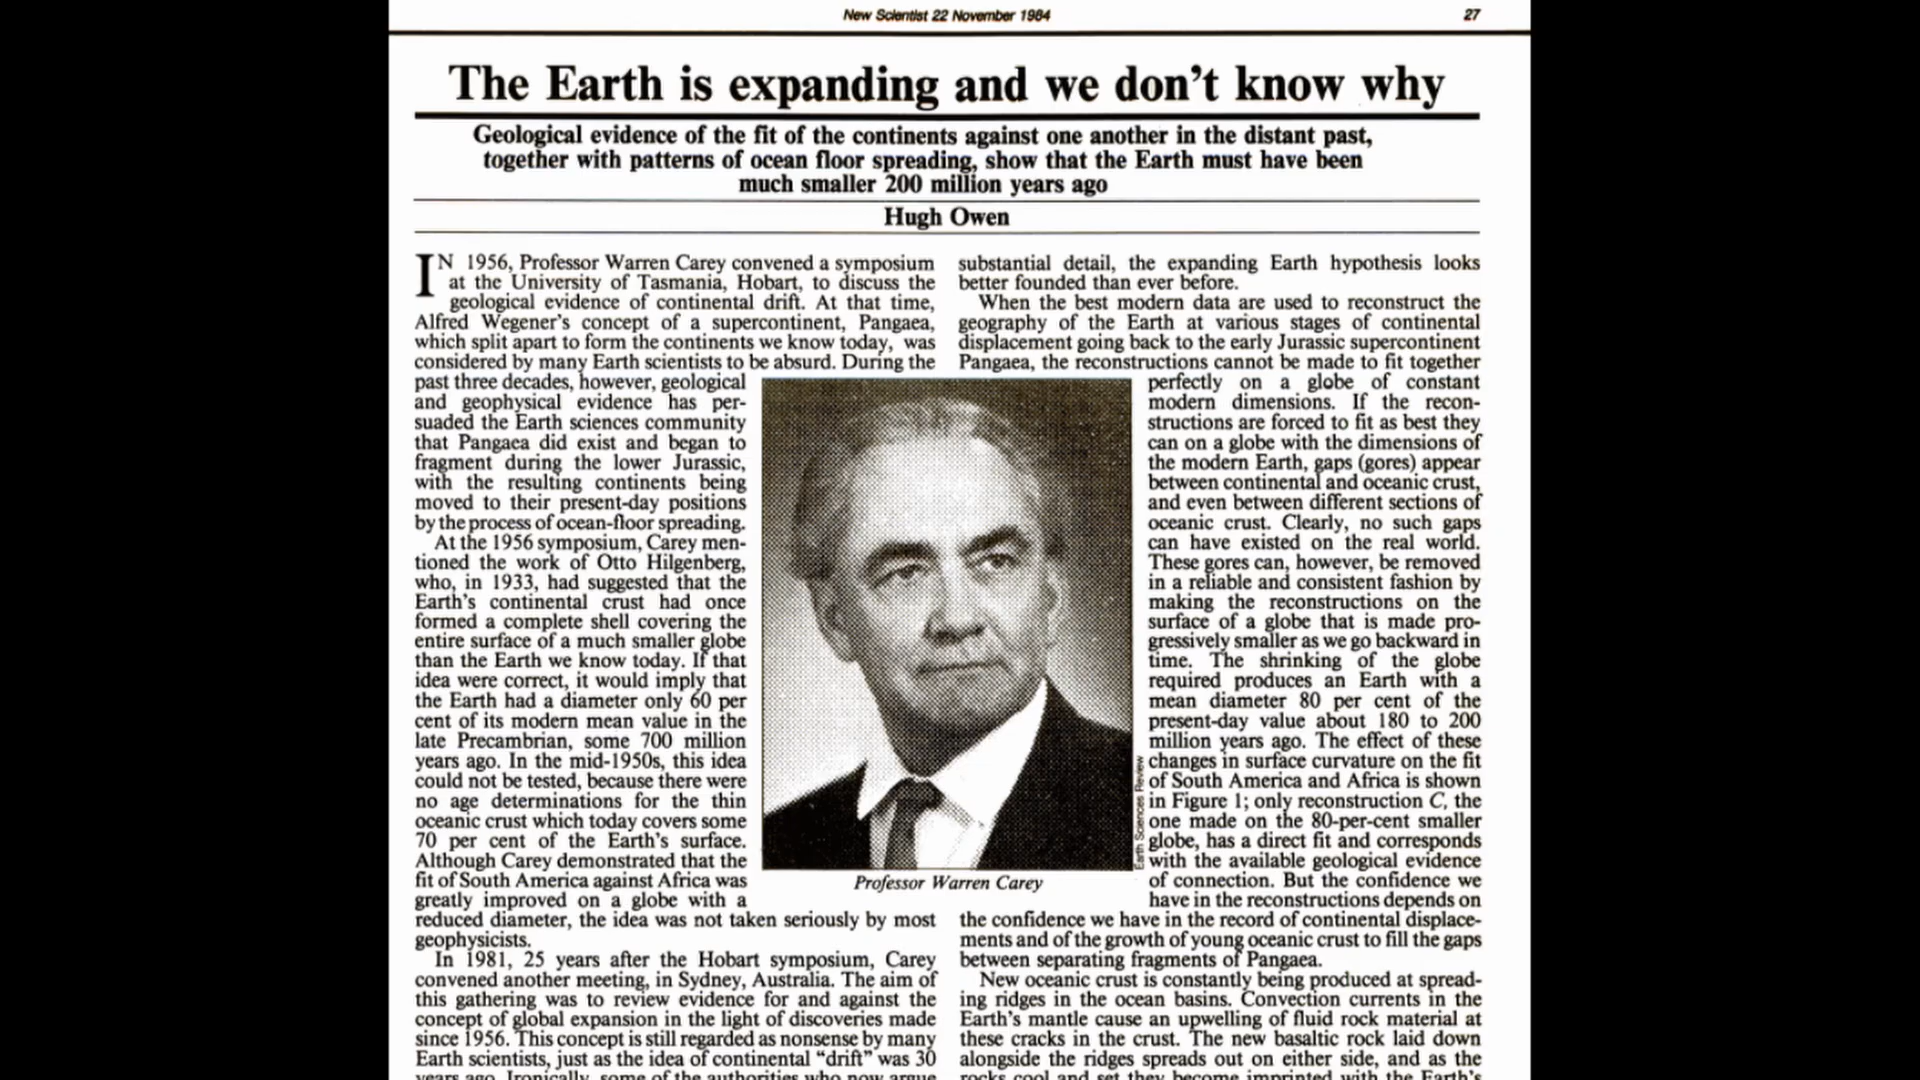 New Scientist 22 November 1984
27
The Earth is expanding and we don't know why
Geological evidence of the fit of the continents against one another in the distant past,
together with patterns of ocean floor spreading, show that the Earth must have been
much smaller 200 million years ago
Hugh Owen
IN 1956, Professor Warren Carey convened a symposium
at the University of Tasmania, Hobart, to discuss the
geological evidence of continental drift. At that time,
Alfred Wegener's concept of a supercontinent, Pangaea,
which split apart to form the continents we know today, was
considered by many Earth scientists to be absurd. During the
past three decades, however, geological
and geophysical evidence has per-
suaded the Earth sciences community
that Pangaea did exist and began to
fragment during the lower Jurassic,
with the resulting continents being
moved to their present-day positions
by the process of ocean-floor spreading.
At the 1956 symposium, Carey men-
tioned the work of Otto Hilgenberg,
who, in 1933, had suggested that the
Earth's continental crust had once
formed a complete shell covering the
entire surface of a much smaller globe
than the Earth we know today. If that
idea were correct, it would imply that
the Earth had a diameter only 60 per
cent of its modern mean value in the
late Precambrian, some 700 million
years ago. In the mid-1950s, this idea
could not be tested, because there were
no age determinations for the thin
oceanic crust which today covers some
70 per cent of the Earth's surface.
Although Carey demonstrated that the
fit of South America against Africa was
greatly improved on a globe with a
reduced diameter, the idea was not taken seriously by most
geophysicists.
In 1981, 25 years after the Hobart symposium, Carey
convened another meeting, in Sydney, Australia. The aim of
this gathering was to review evidence for and against the
concept of global expansion in the light of discoveries made
since 1956. This concept is still regarded as nonsense by many
Earth scientists, just as the idea of continental "drift" was 30
years ago. Ironically, some of the authorities who now argue
Earth Sciences Review
Professor Warren Carey
substantial detail, the expanding Earth hypothesis looks
better founded than ever before.
When the best modern data are used to reconstruct the
geography of the Earth at various stages of continental
displacement going back to the early Jurassic supercontinent
Pangaea, the reconstructions cannot be made to fit together
perfectly on a globe of constant
modern dimensions. If the recon-
structions are forced to fit as best they
can on a globe with the dimensions of
the modern Earth, gaps (gores) appear
between continental and oceanic crust,
and even between different sections of
oceanic crust. Clearly, no such gaps
can have existed on the real world.
These gores can, however, be removed
in a reliable and consistent fashion by
making the reconstructions on the
surface of a globe that is made pro-
gressively smaller as we go backward in
time. The shrinking of the globe
required produces an Earth with a
mean diameter 80 per cent of the
present-day value about 180 to 200
million years ago. The effect of these
changes in surface curvature on the fit
of South America and Africa is shown
in Figure 1; only reconstruction C, the
one made on the 80-per-cent smaller
globe, has a direct fit and corresponds
with the available geological evidence
of connection. But the confidence we
have in the reconstructions depends on
the confidence we have in the record of continental displace-
ments and of the growth of young oceanic crust to fill the gaps
between separating fragments of Pangaea.
New oceanic crust is constantly being produced at spread-
ing ridges in the ocean basins. Convection currents in the
Earth's mantle cause an upwelling of fluid rock material at
these cracks in the crust. The new basaltic rock laid down
alongside the ridges spreads out on either side, and as the
rocks cool and set they become imprinted with the Earth's